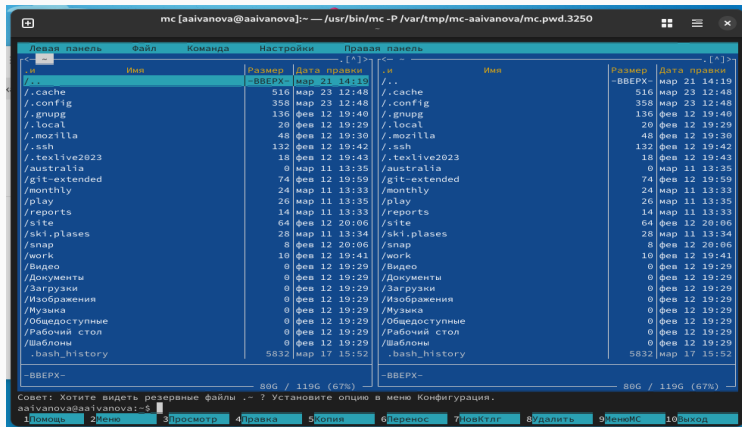 mc [aaivanova@aaivanova]:~ — /usr/bin/mc -P /var/tmp/mc-aaivanova/mc.pwd.3250
Левая панель Файл Команда Настройки Правая панель
<— ~ .[^]> <— ~ .[^]>
.и Имя Размер Дата правки .и Имя Размер Дата правки
/.. -ВВЕРХ- мар 21 14:19 /.. -ВВЕРХ- мар 21 14:19
/.cache 516 мар 23 12:48 /.cache 516 мар 23 12:48
/.config 358 мар 23 12:48 /.config 358 мар 23 12:48
/.gnupg 136 фев 12 19:40 /.gnupg 136 фев 12 19:40
/.local 20 фев 12 19:29 /.local 20 фев 12 19:29
/.mozilla 48 фев 12 19:30 /.mozilla 48 фев 12 19:30
/.ssh 132 фев 12 19:42 /.ssh 132 фев 12 19:42
/.texlive2023 18 фев 12 19:43 /.texlive2023 18 фев 12 19:43
/australia 0 мар 11 13:35 /australia 0 мар 11 13:35
/git-extended 74 фев 12 19:59 /git-extended 74 фев 12 19:59
/monthly 24 мар 11 13:33 /monthly 24 мар 11 13:33
/play 26 мар 11 13:35 /play 26 мар 11 13:35
/reports 14 мар 11 13:33 /reports 14 мар 11 13:33
/site 64 фев 12 20:06 /site 64 фев 12 20:06
/ski.plases 28 мар 11 13:34 /ski.plases 28 мар 11 13:34
/snap 8 фев 12 20:06 /snap 8 фев 12 20:06
/work 10 фев 12 19:41 /work 10 фев 12 19:41
/Видео 0 фев 12 19:29 /Видео 0 фев 12 19:29
/Документы 0 фев 12 19:29 /Документы 0 фев 12 19:29
/Загрузки 0 фев 12 19:29 /Загрузки 0 фев 12 19:29
/Изображения 0 фев 12 19:29 /Изображения 0 фев 12 19:29
/Музыка 0 фев 12 19:29 /Музыка 0 фев 12 19:29
/Общедоступные 0 фев 12 19:29 /Общедоступные 0 фев 12 19:29
/Рабочий стол 0 фев 12 19:29 /Рабочий стол 0 фев 12 19:29
/Шаблоны 0 фев 12 19:29 /Шаблоны 0 фев 12 19:29
.bash_history 5832 мар 17 15:52 .bash_history 5832 мар 17 15:52
-ВВЕРХ- -ВВЕРХ-
80G / 119G (67%) 80G / 119G (67%)
Совет: Хотите видеть резервные файлы .~ ? Установите опцию в меню Конфигурация.
aaivanova@aaivanova:~$
1Помощь 2Меню 3Просмотр 4Правка 5Копия 6Перенос 7НовКтлг 8Удалить 9МенюМС 10Выход